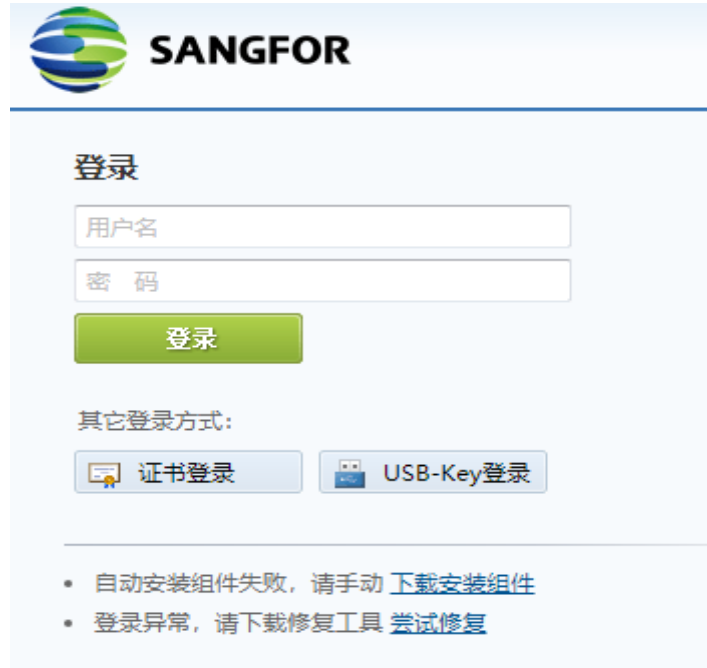 SANGFOR
登录
用户名
密 码
登录
其它登录方式:
证书登录 USB-Key登录
自动安装组件失败，请手动 下载安装组件
登录异常，请下载修复工具 尝试修复